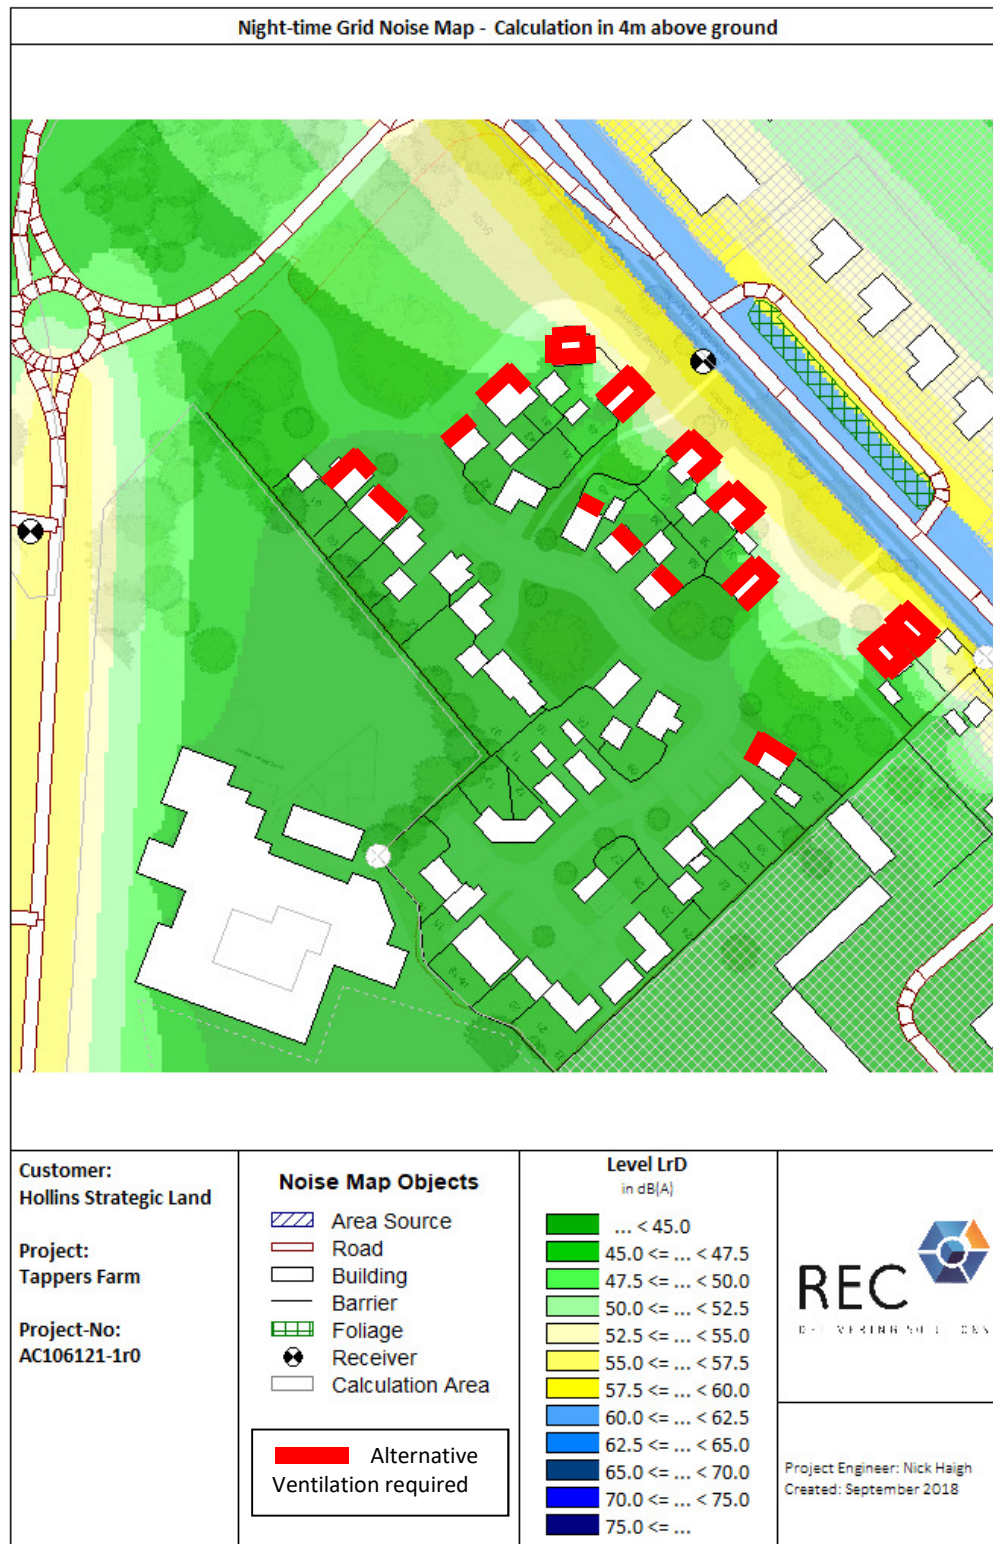 Night-time Grid Noise Map - Calculation in 4m above ground
Customer:
Hollins Strategic Land
Project:
Tappers Farm
Project-No:
AC106121-1r0
Noise Map Objects
Area Source
Road
Building
Barrier
Foliage
Receiver
Calculation Area
Alternative
Ventilation required
Level LrD
in dB(A)
... < 45.0
45.0 <= ... < 47.5
47.5 <= ... < 50.0
50.0 <= ... < 52.5
52.5 <= ... < 55.0
55.0 <= ... < 57.5
57.5 <= ... < 60.0
60.0 <= ... < 62.5
62.5 <= ... < 65.0
65.0 <= ... < 70.0
70.0 <= ... < 75.0
75.0 <= ...
REC
Project Engineer: Nick Haigh
Created: September 2018